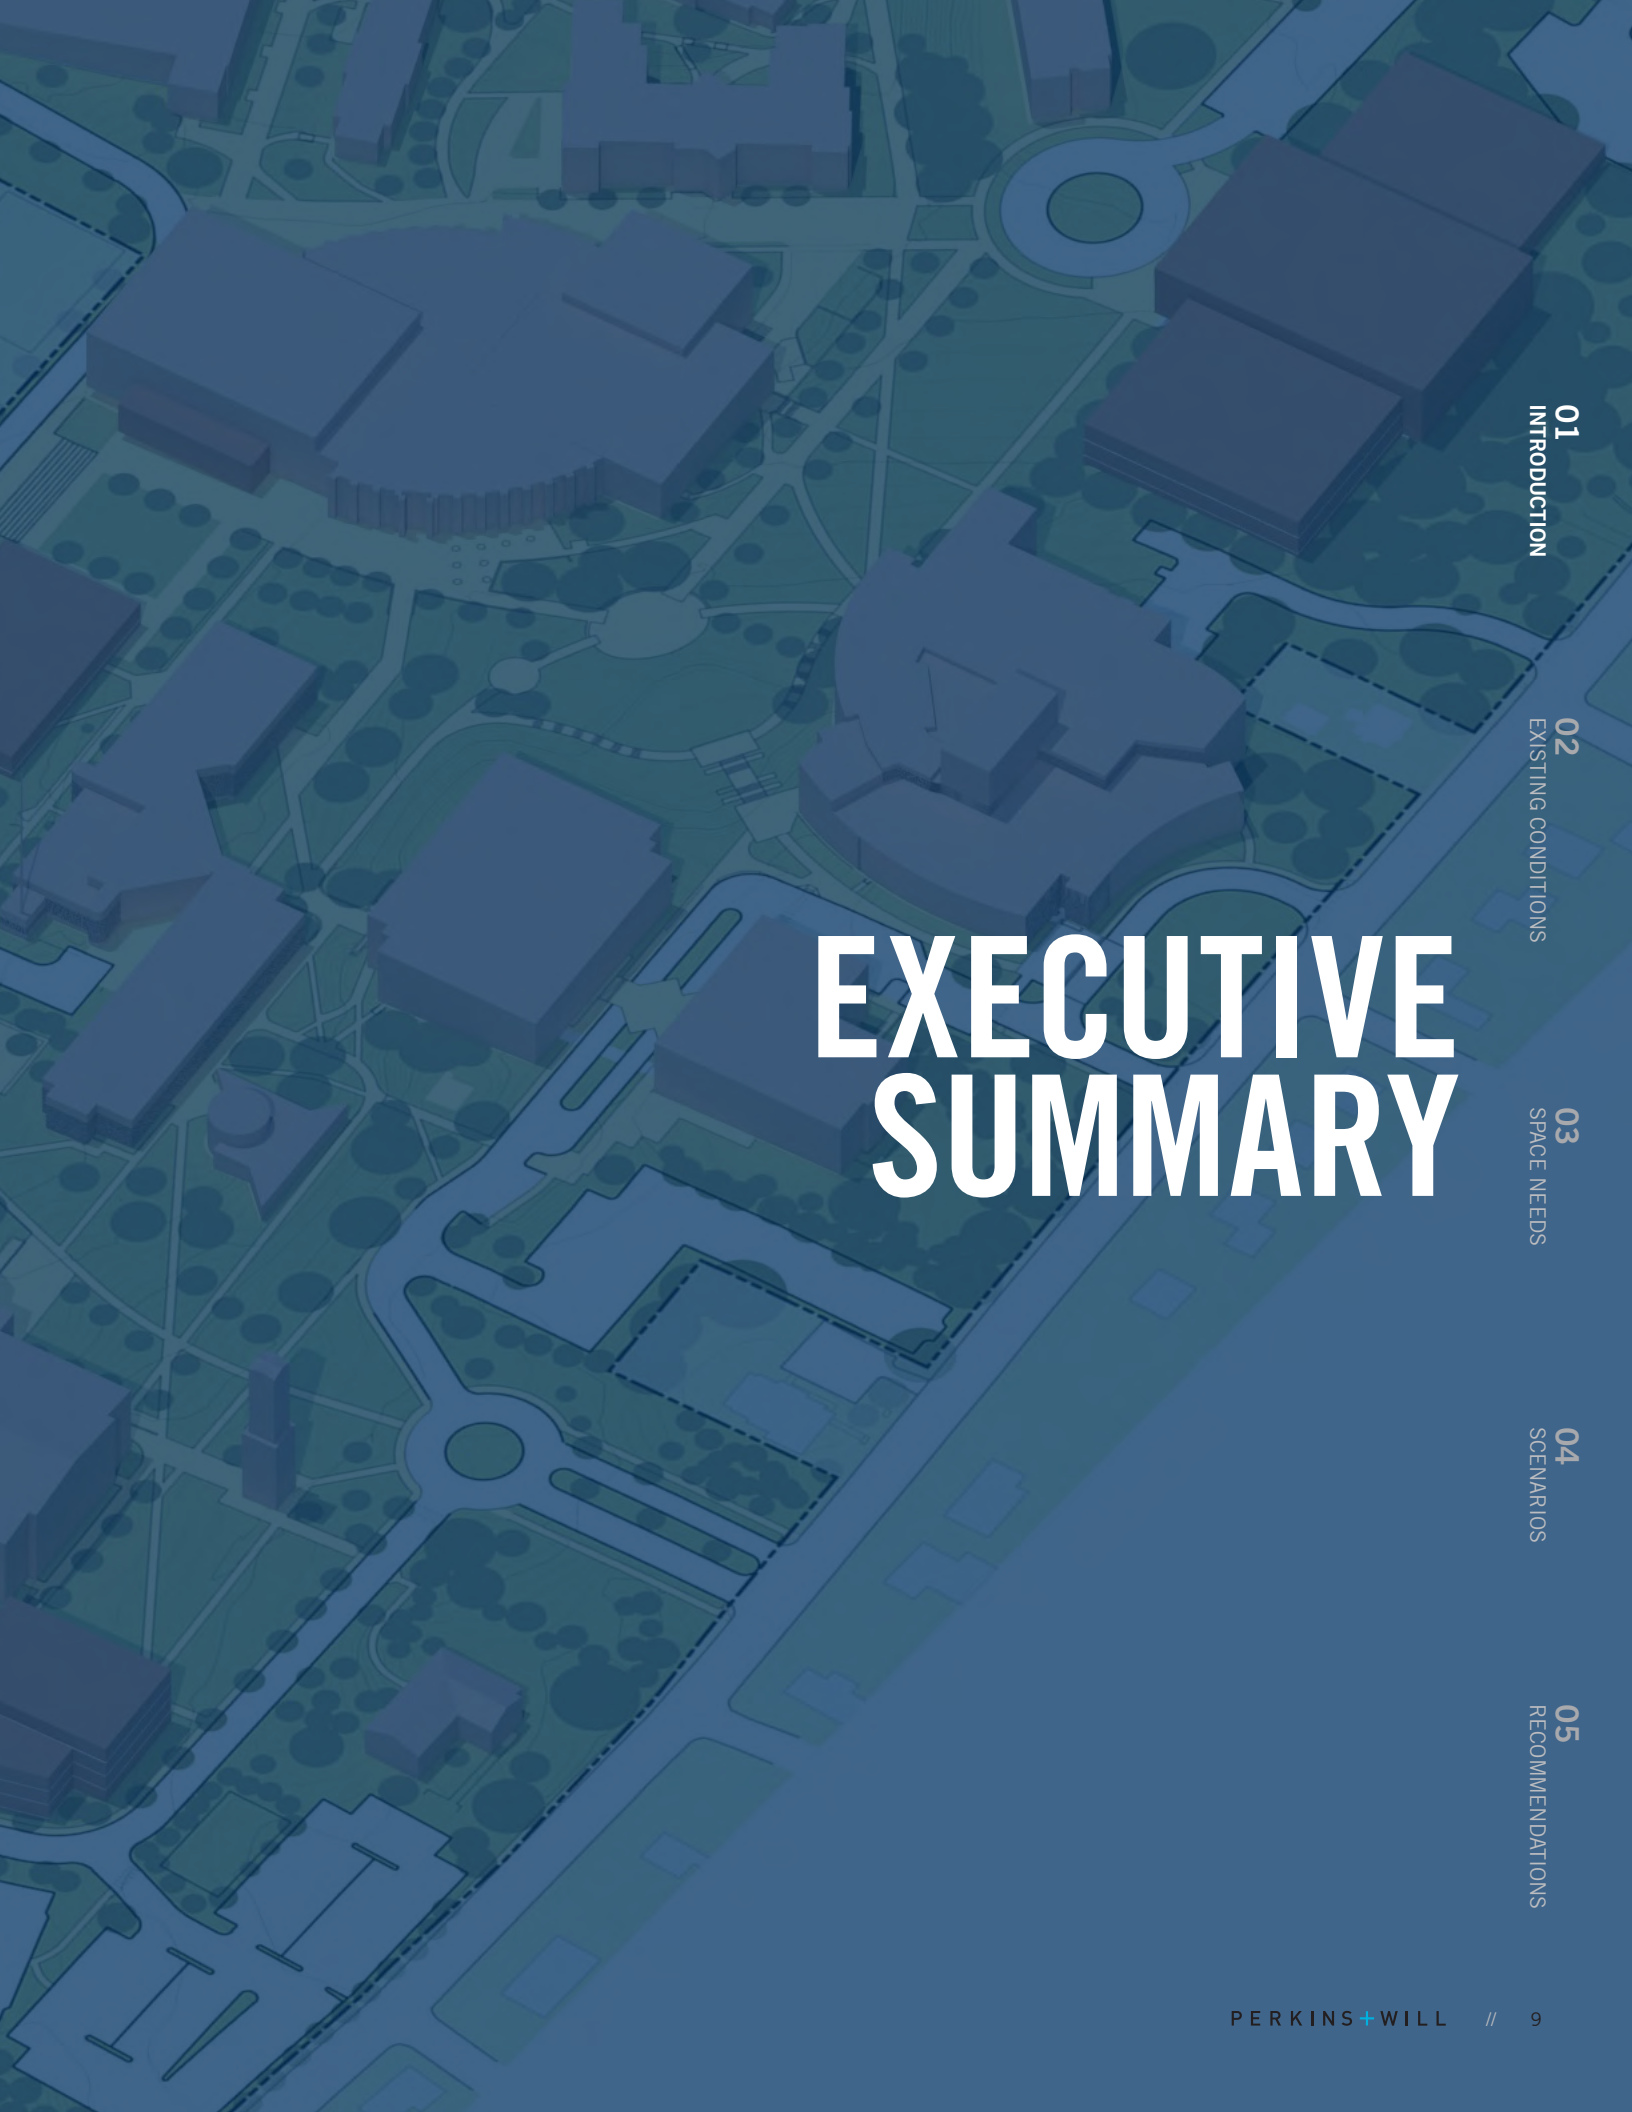 01
INTRODUCTION
02
EXISTING CONDITIONS
EXECUTIVE
SUMMARY
03
SPACE NEEDS
04
SCENARIOS
05
RECOMMENDATIONS
PERKINS+WILL // 9